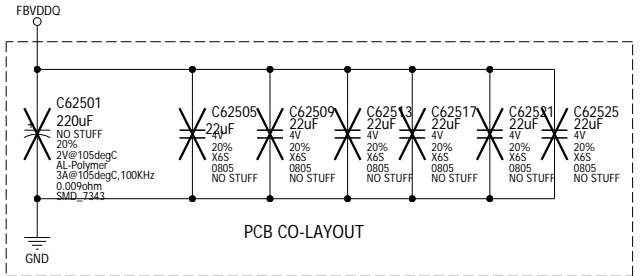 FBVDDQ
C62501
220uF
NO STUFF
20%
2V@105degC
AL-Polymer
3A@105degC,100KHz
0.009ohm
SMD_7343
C62505
22uF
4V
20%
X6S
0805
NO STUFF
C62509
22uF
4V
20%
X6S
0805
NO STUFF
C62513
22uF
4V
20%
X6S
0805
NO STUFF
C62517
22uF
4V
20%
X6S
0805
NO STUFF
C62521
22uF
4V
20%
X6S
0805
NO STUFF
C62525
22uF
4V
20%
X6S
0805
NO STUFF
PCB CO-LAYOUT
GND